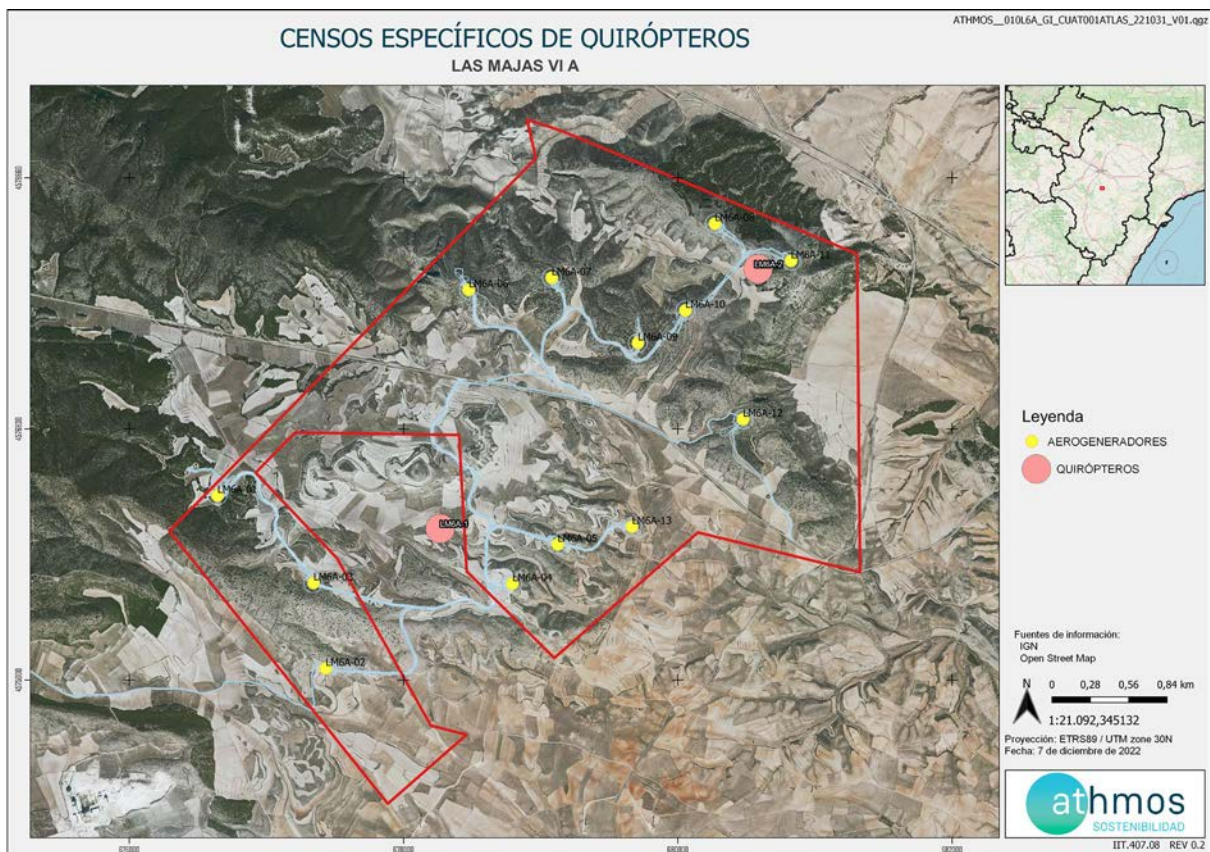 ATHMOS__010L6A_GI_CUAT001ATLAS_221031_V01.qgz
CENSOS ESPECÍFICOS DE QUIRÓPTEROS
LAS MAJAS VI A
LM6A-08
LM6A-11
LM6A-2
LM6A-07
LM6A-06
LM6A-10
LM6A-09
LM6A-12
LM6A-1
LM6A-13
LM6A-05
LM6A-03
LM6A-04
LM6A-02
Leyenda
AEROGENERADORES
QUIRÓPTEROS
Fuentes de información:
IGN
Open Street Map
N 0 0,28 0,56 0,84 km
1:21.092,345132
Proyección: ETRS89 / UTM zone 30N
Fecha: 7 de diciembre de 2022
athmos
SOSTENIBILIDAD
IIT.407.08 REV 0.2